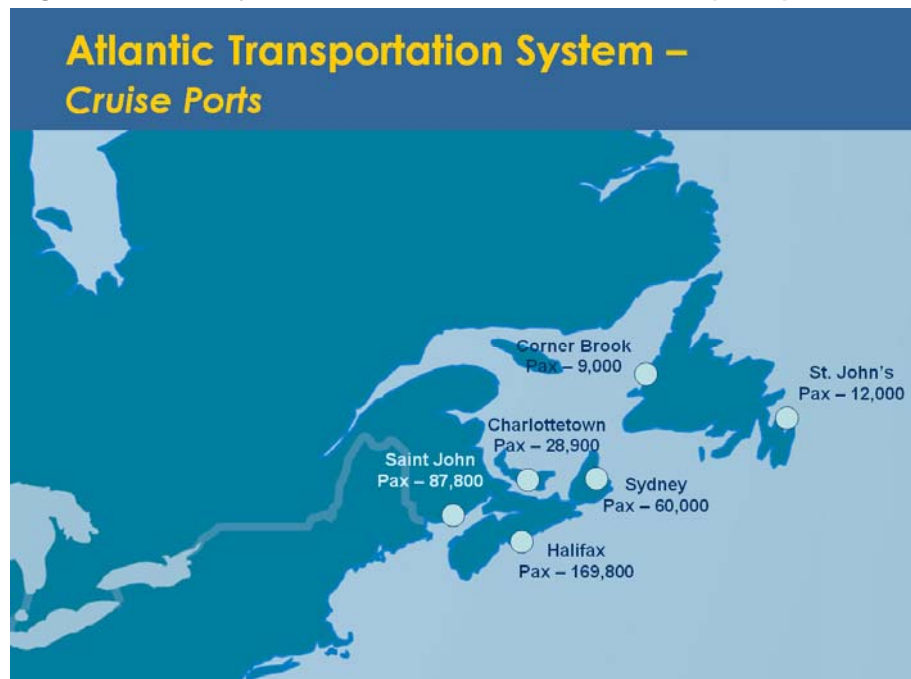 Atlantic Transportation System –
Cruise Ports
Corner Brook
Pax – 9,000
St. John's
Pax – 12,000
Charlottetown
Pax – 28,900
Saint John
Pax – 87,800
Sydney
Pax – 60,000
Halifax
Pax – 169,800